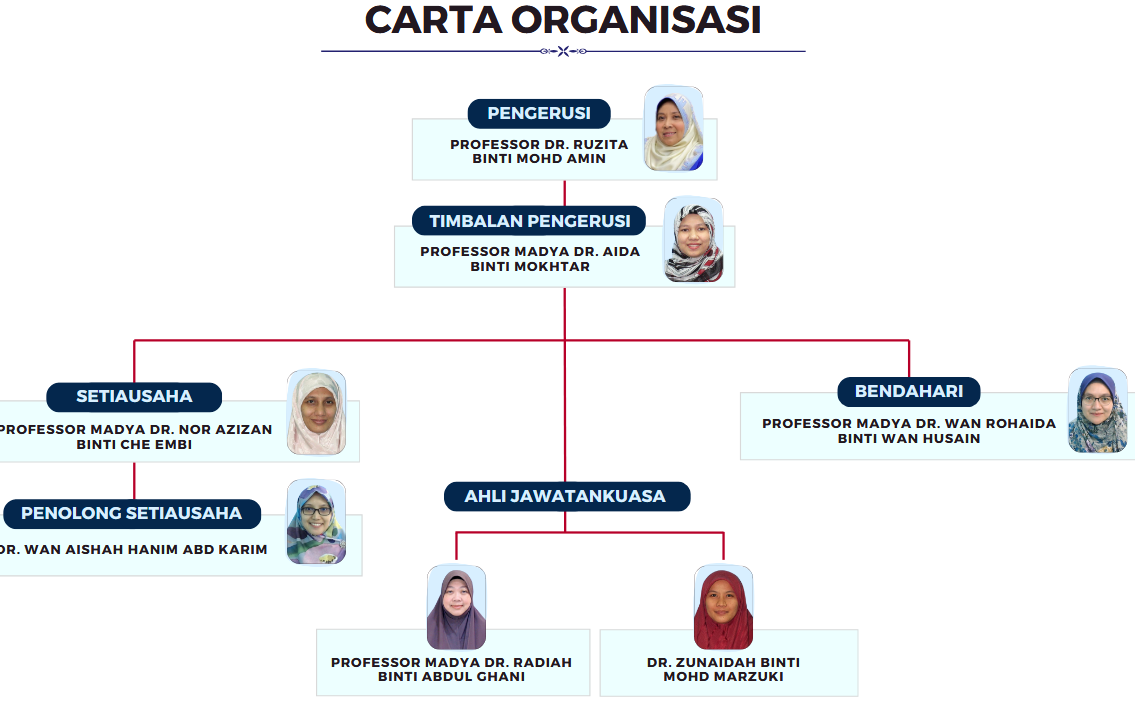 CARTA ORGANISASI
PENGERUSI
PROFESSOR DR. RUZITA
BINTI MOHD AMIN
TIMBALAN PENGERUSI
PROFESSOR MADYA DR. AIDA
BINTI MOKHTAR
SETIAUSAHA
PROFESSOR MADYA DR. NOR AZIZAN
BINTI CHE EMBI
BENDAHARI
PROFESSOR MADYA DR. WAN ROHAIDA
BINTI WAN HUSAIN
PENOLONG SETIAUSAHA
DR. WAN AISHAH HANIM ABD KARIM
AHLI JAWATANKUASA
PROFESSOR MADYA DR. RADIAH
BINTI ABDUL GHANI
DR. ZUNAIDAH BINTI
MOHD MARZUKI